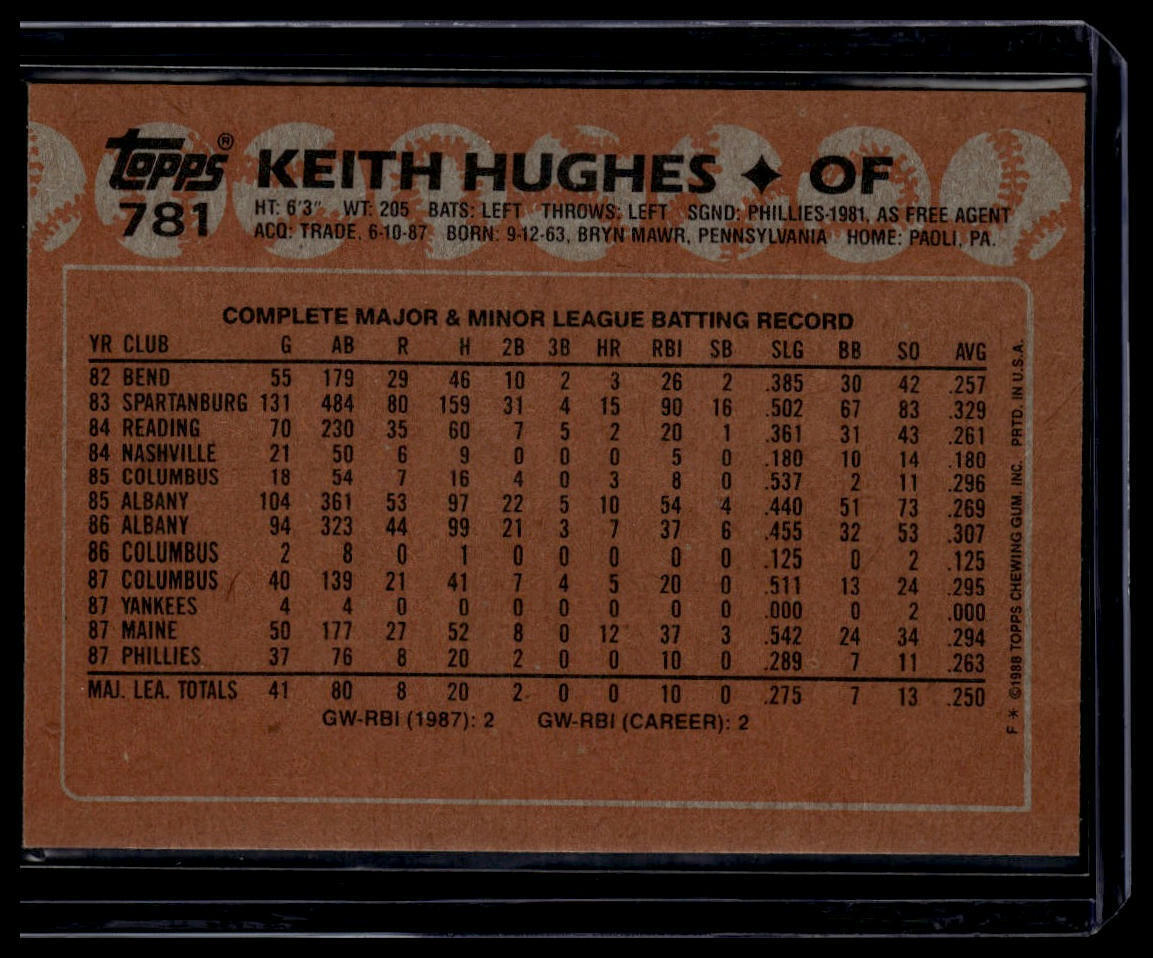 topps® KEITH HUGHES ✦ OF
781 HT: 6'3" WT: 205 BATS: LEFT THROWS: LEFT SGND: PHILLIES-1981, AS FREE AGENT
ACQ: TRADE, 6-10-87 BORN: 9-12-63, BRYN MAWR, PENNSYLVANIA HOME: PAOLI, PA.
COMPLETE MAJOR & MINOR LEAGUE BATTING RECORD
YR CLUB G AB R H 2B 3B HR RBI SB SLG BB SO AVG
82 BEND 55 179 29 46 10 2 3 26 2 .385 30 42 .257
83 SPARTANBURG 131 484 80 159 31 4 15 90 16 .502 67 83 .329
84 READING 70 230 35 60 7 5 2 20 1 .361 31 43 .261
84 NASHVILLE 21 50 6 9 0 0 0 5 0 .180 10 14 .180
85 COLUMBUS 18 54 7 16 4 0 3 8 0 .537 2 11 .296
85 ALBANY 104 361 53 97 22 5 10 54 4 .440 51 73 .269
86 ALBANY 94 323 44 99 21 3 7 37 6 .455 32 53 .307
86 COLUMBUS 2 8 0 1 0 0 0 0 0 .125 0 2 .125
87 COLUMBUS 40 139 21 41 7 4 5 20 0 .511 13 24 .295
87 YANKEES 4 4 0 0 0 0 0 0 0 .000 0 2 .000
87 MAINE 50 177 27 52 8 0 12 37 3 .542 24 34 .294
87 PHILLIES 37 76 8 20 2 0 0 10 0 .289 7 11 .263
MAJ. LEA. TOTALS 41 80 8 20 2 0 0 10 0 .275 7 13 .250
GW-RBI (1987): 2 GW-RBI (CAREER): 2
F * ©1988 TOPPS CHEWING GUM, INC. PRTD. IN U.S.A.